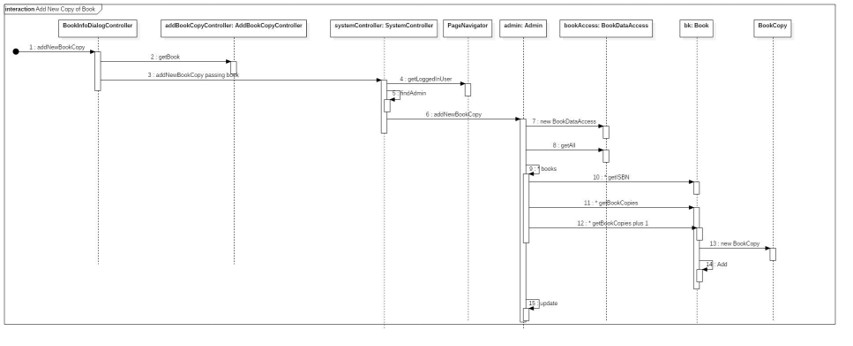 interaction Add New Copy of Book
BookInfoDialogController
addBookCopyController: AddBookCopyController
systemController: SystemController
PageNavigator
admin: Admin
bookAccess: BookDataAccess
bk: Book
BookCopy
1 : addNewBookCopy
2 : getBook
3 : addNewBookCopy passing book
4 : getLoggedInUser
5 : findAdmin
6 : addNewBookCopy
7 : new BookDataAccess
8 : getAll
9 : * books
10 : * getISBN
11 : * getBookCopies
12 : * getBookCopies plus 1
13 : new BookCopy
14 : Add
15 : update